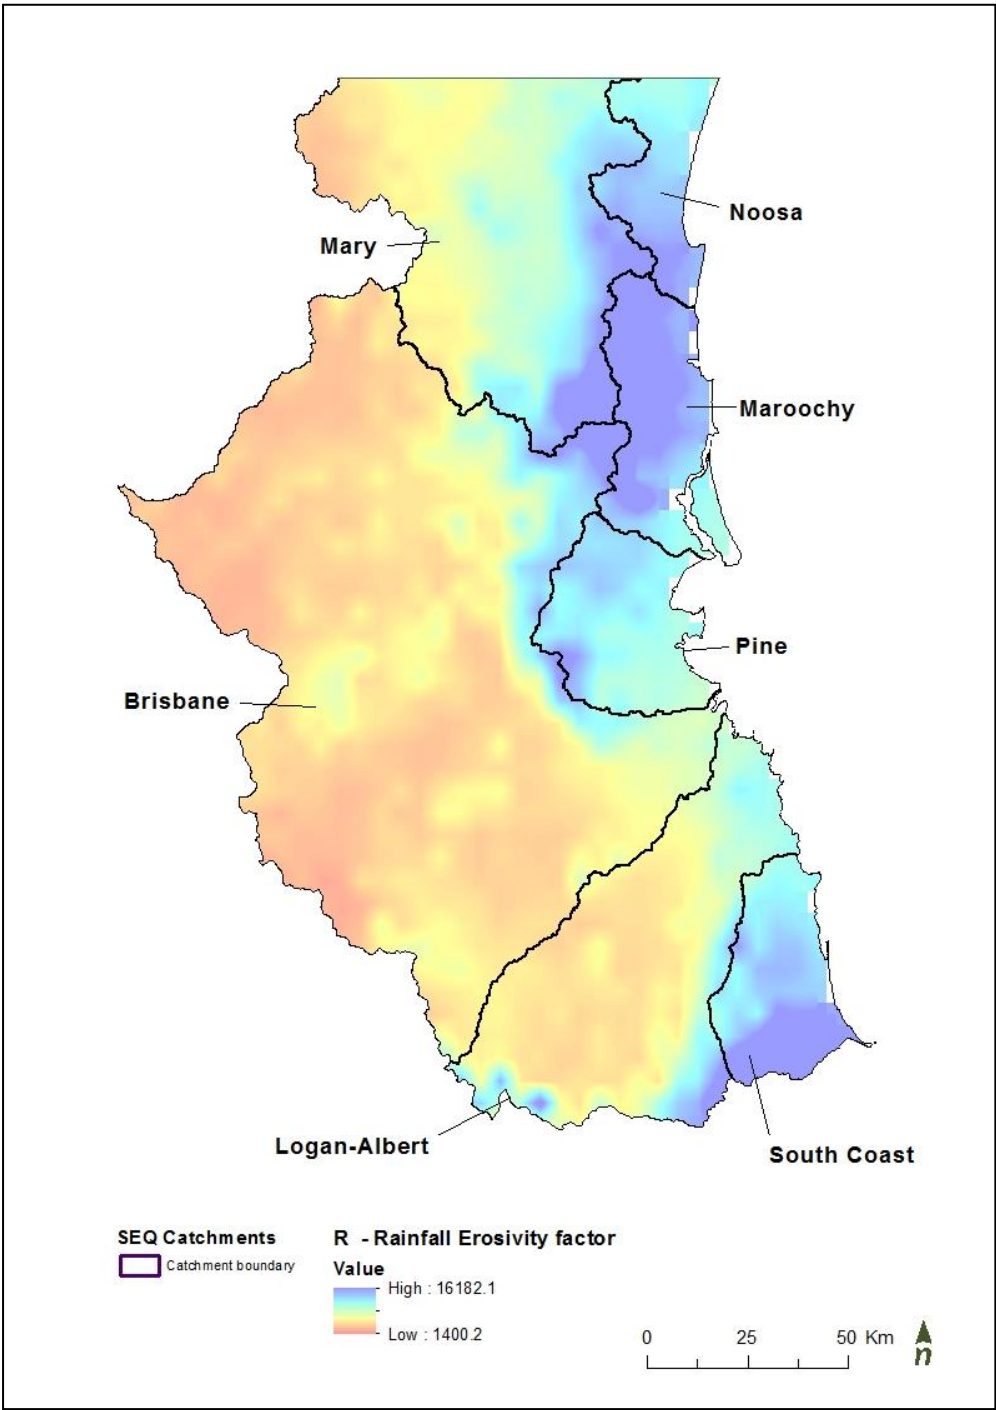 Noosa
Mary
Maroochy
Pine
Brisbane
Logan-Albert
South Coast
SEQ Catchments
Catchment boundary
R - Rainfall Erosivity factor
Value
High : 16182.1
Low : 1400.2
0 25 50 Km
n